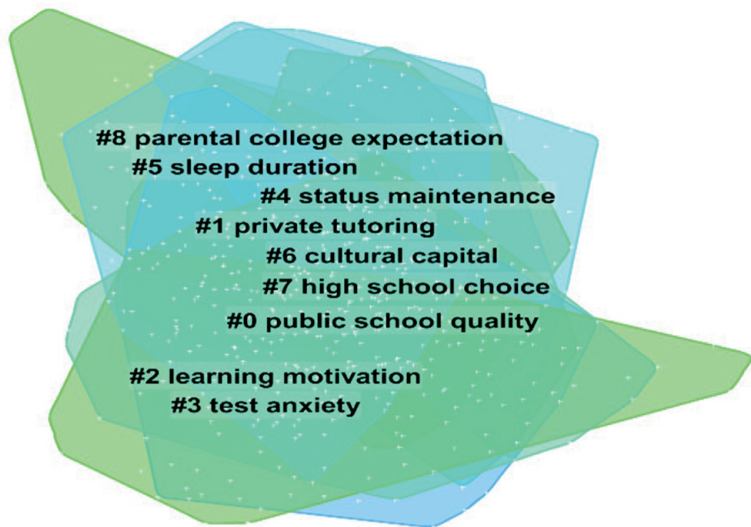 #8 parental college expectation
#5 sleep duration
#4 status maintenance
#1 private tutoring
#6 cultural capital
#7 high school choice
#0 public school quality
#2 learning motivation
#3 test anxiety